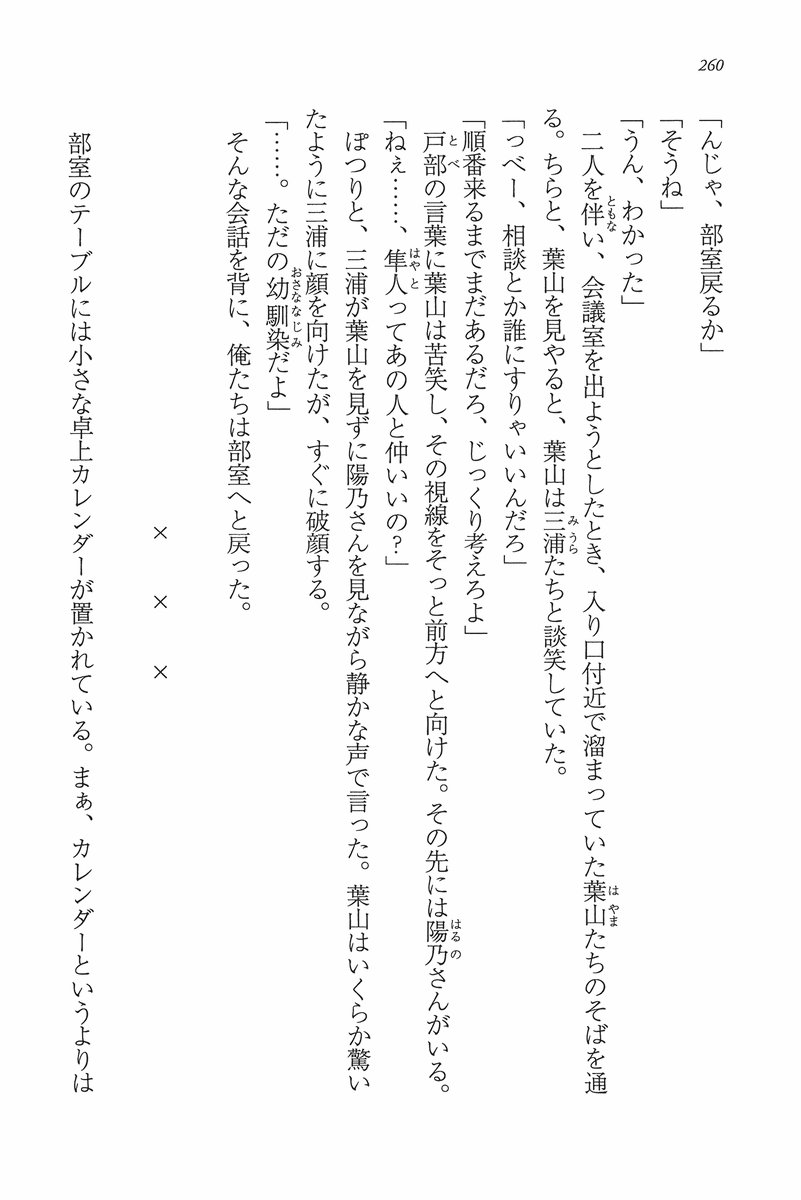 260
「んじゃ、部室戻るか」
「そうね」
「うん、わかった」
二人を伴い、会議室を出ようとしたとき、入り口付近で溜まっていた葉山たちのそばを通
る。ちらと、葉山を見やると、葉山は三浦たちと談笑していた。
「っべー、相談とか誰にすりゃいいんだろ」
「順番来るまでまだあるだろ、じっくり考えろよ」
戸部の言葉に葉山は苦笑し、その視線をそっと前方へと向けた。その先には陽乃さんがいる。
「ねぇ……、隼人ってあの人と仲いいの?」
ぽつりと、三浦が葉山を見ずに陽乃さんを見ながら静かな声で言った。葉山はいくらか驚い
たように三浦に顔を向けたが、すぐに破顔する。
「……。ただの幼馴染だよ」
そんな会話を背に、俺たちは部室へと戻った。
× × ×
部室のテーブルには小さな卓上カレンダーが置かれている。まぁ、カレンダーというよりは